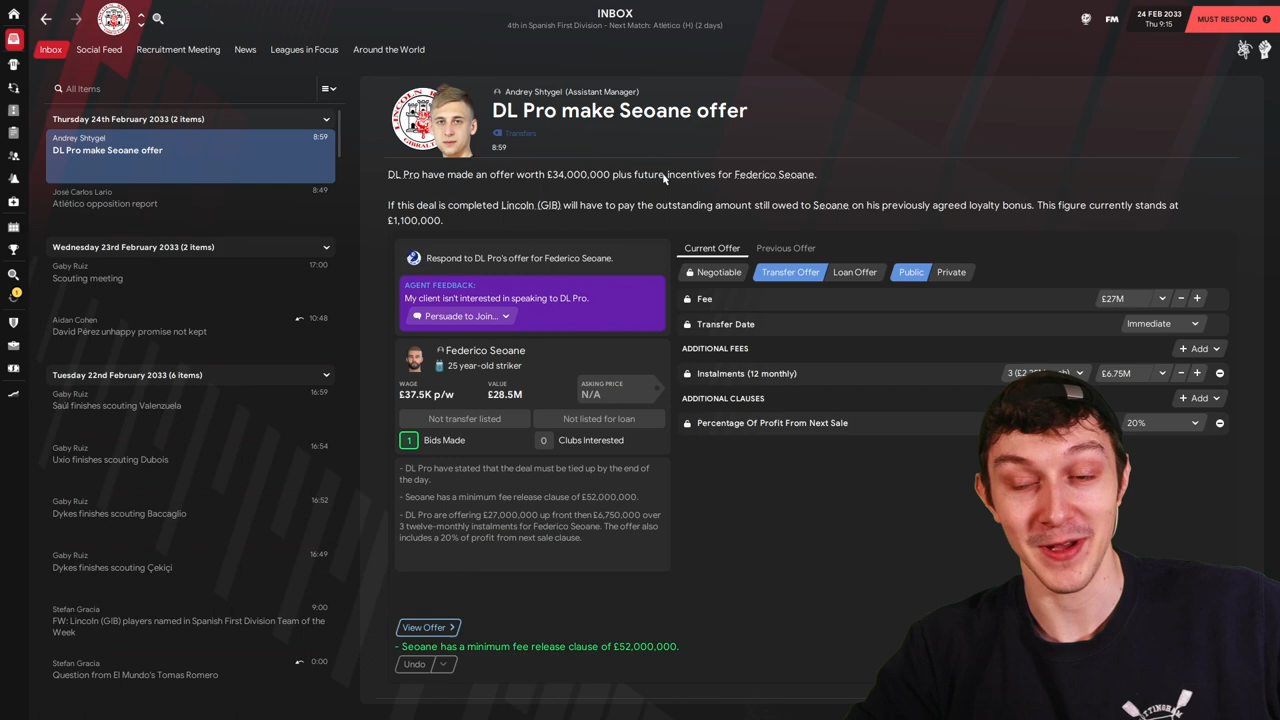 INBOX
4th in Spanish First Division - Next Match: Atlético (H) (2 days)
FM
24 FEB 2033
Thu 9:15
MUST RESPOND
Inbox
Social Feed
Recruitment Meeting
News
Leagues in Focus
Around the World
All Items
Thursday 24th February 2033 (2 items)
Andrey Shtygel
8:59
DL Pro make Seoane offer
José Carlos Lario
8:49
Atlético opposition report
Wednesday 23rd February 2033 (2 items)
Gaby Ruiz
17:00
Scouting meeting
Aidan Cohen
10:48
David Pérez unhappy promise not kept
Tuesday 22nd February 2033 (6 items)
Gaby Ruiz
16:59
Saúl finishes scouting Valenzuela
Gaby Ruiz
16:54
Uxío finishes scouting Dubois
Gaby Ruiz
16:52
Dykes finishes scouting Baccaglio
Gaby Ruiz
16:49
Dykes finishes scouting Çekiçi
Stefan Gracia
9:00
FW: Lincoln (GIB) players named in Spanish First Division Team of the
Week
Stefan Gracia
0:00
Question from El Mundo's Tomas Romero
Andrey Shtygel (Assistant Manager)
DL Pro make Seoane offer
Transfers
8:59
DL Pro have made an offer worth £34,000,000 plus future incentives for Federico Seoane.
If this deal is completed Lincoln (GIB) will have to pay the outstanding amount still owed to Seoane on his previously agreed loyalty bonus. This figure currently stands at
£1,100,000.
Respond to DL Pro's offer for Federico Seoane.
AGENT FEEDBACK:
My client isn't interested in speaking to DL Pro.
Persuade to Join...
Federico Seoane
25 year-old striker
WAGE
£37.5K p/w
VALUE
£28.5M
ASKING PRICE
N/A
Not transfer listed
Not listed for loan
1
Bids Made
0
Clubs Interested
- DL Pro have stated that the deal must be tied up by the end of
the day.
- Seoane has a minimum fee release clause of £52,000,000.
- DL Pro are offering £27,000,000 up front then £6,750,000 over
3 twelve-monthly instalments for Federico Seoane. The offer also
includes a 20% of profit from next sale clause.
Current Offer
Previous Offer
Negotiable
Transfer Offer
Loan Offer
Public
Private
Fee
£27M
Transfer Date
Immediate
ADDITIONAL FEES
Add
Instalments (12 monthly)
£6.75M
ADDITIONAL CLAUSES
Add
Percentage Of Profit From Next Sale
20%
View Offer
- Seoane has a minimum fee release clause of £52,000,000.
Undo